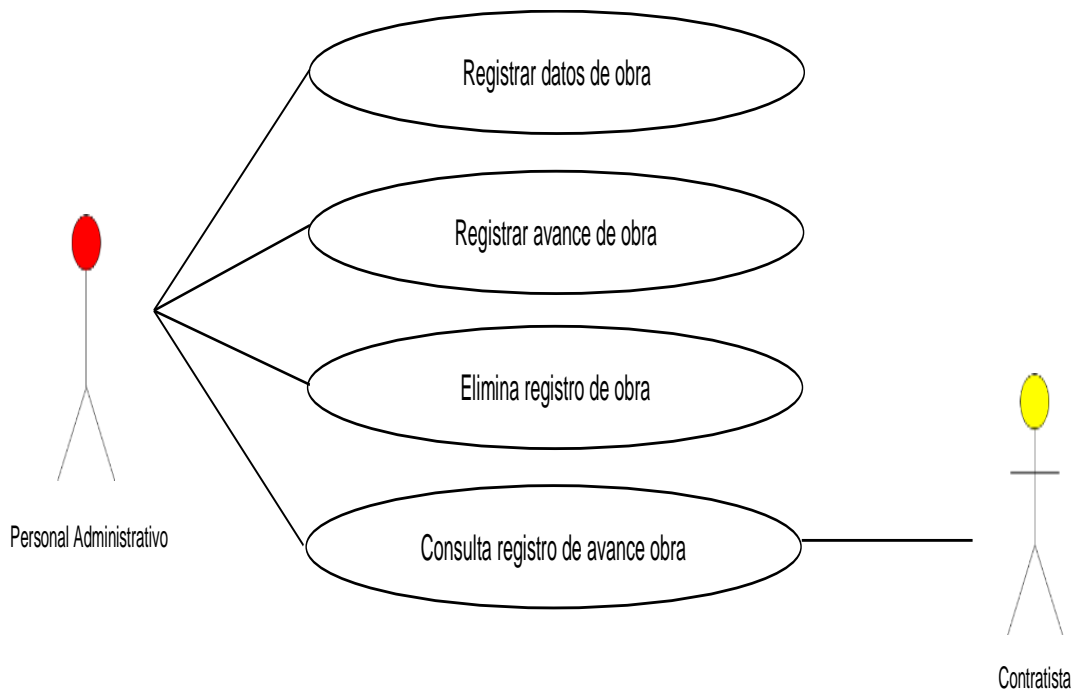 Registrar datos de obra
Registrar avance de obra
Elimina registro de obra
Personal Administrativo
Consulta registro de avance obra
Contratista